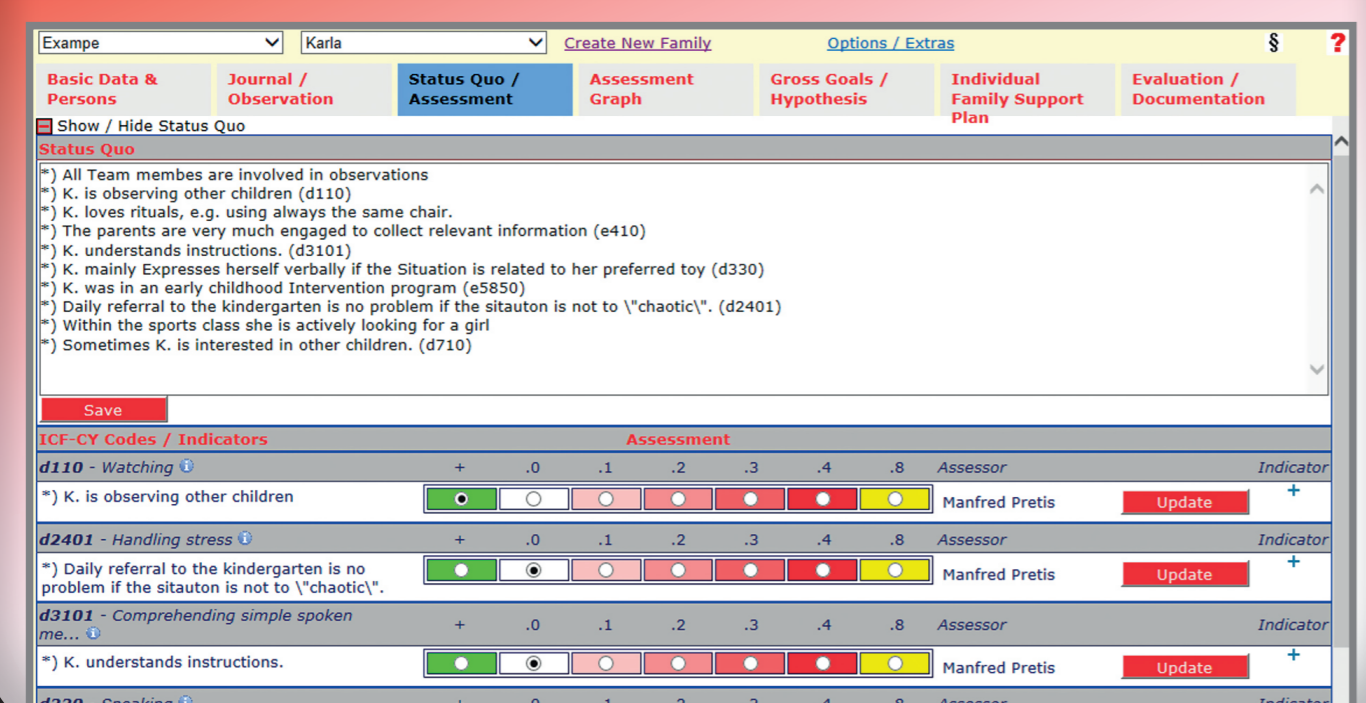 Exampe Karla Create New Family Options / Extras § ?
Basic Data & Persons Journal / Observation Status Quo / Assessment Assessment Graph Gross Goals / Hypothesis Individual Family Support Plan Evaluation / Documentation
Show / Hide Status Quo
Status Quo
*) All Team membes are involved in observations
*) K. is observing other children (d110)
*) K. loves rituals, e.g. using always the same chair.
*) The parents are very much engaged to collect relevant information (e410)
*) K. understands instructions. (d3101)
*) K. mainly Expresses herself verbally if the Situation is related to her preferred toy (d330)
*) K. was in an early childhood Intervention program (e5850)
*) Daily referral to the kindergarten is no problem if the sitauton is not to \"chaotic\". (d2401)
*) Within the sports class she is actively looking for a girl
*) Sometimes K. is interested in other children. (d710)
Save
ICF-CY Codes / Indicators Assessment
d110 - Watching + .0 .1 .2 .3 .4 .8 Assessor Indicator
*) K. is observing other children Manfred Pretis Update +
d2401 - Handling stress + .0 .1 .2 .3 .4 .8 Assessor Indicator
*) Daily referral to the kindergarten is no
problem if the sitauton is not to \"chaotic\". Manfred Pretis Update +
d3101 - Comprehending simple spoken
me... + .0 .1 .2 .3 .4 .8 Assessor Indicator
*) K. understands instructions. Manfred Pretis Update +